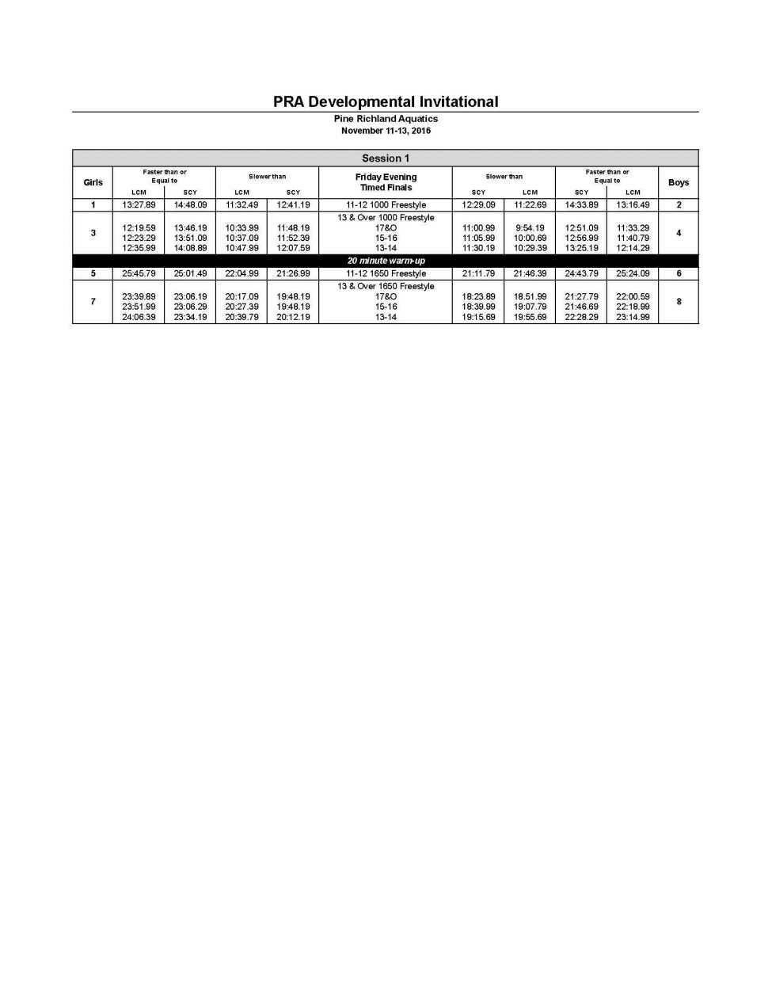 PRA Developmental Invitational
Pine Richland Aquatics
November 11-13, 2016
Session 1
Girls Faster than or Equal to Slower than Friday Evening Timed Finals Slower than Faster than or Equal to Boys
LCM SCY LCM SCY SCY LCM SCY LCM
1 13:27.89 14:48.09 11:32.49 12:41.19 11-12 1000 Freestyle 12:29.09 11:22.69 14:33.89 13:16.49 2
13 & Over 1000 Freestyle
3 12:19.59 13:46.19 10:33.99 11:48.19 17&O 11:00.99 9:54.19 12:51.09 11:33.29 4
12:23.29 13:51.09 10:37.09 11:52.39 15-16 11:05.99 10:00.69 12:56.99 11:40.79
12:35.99 14:08.89 10:47.99 12:07.59 13-14 11:30.19 10:29.39 13:25.19 12:14.29
20 minute warm-up
5 25:45.79 25:01.49 22:04.99 21:26.99 11-12 1650 Freestyle 21:11.79 21:46.39 24:43.79 25:24.09 6
13 & Over 1650 Freestyle
7 23:39.89 23:06.19 20:17.09 19:48.19 17&O 18:23.89 18.51.99 21:27.79 22:00.59 8
23:51.99 23:06.29 20:27.39 19:48.19 15-16 18:39.99 19:07.79 21:46.69 22:18.99
24:06.39 23:34.19 20:39.79 20:12.19 13-14 19:15.69 19:55.69 22:28.29 23:14.99